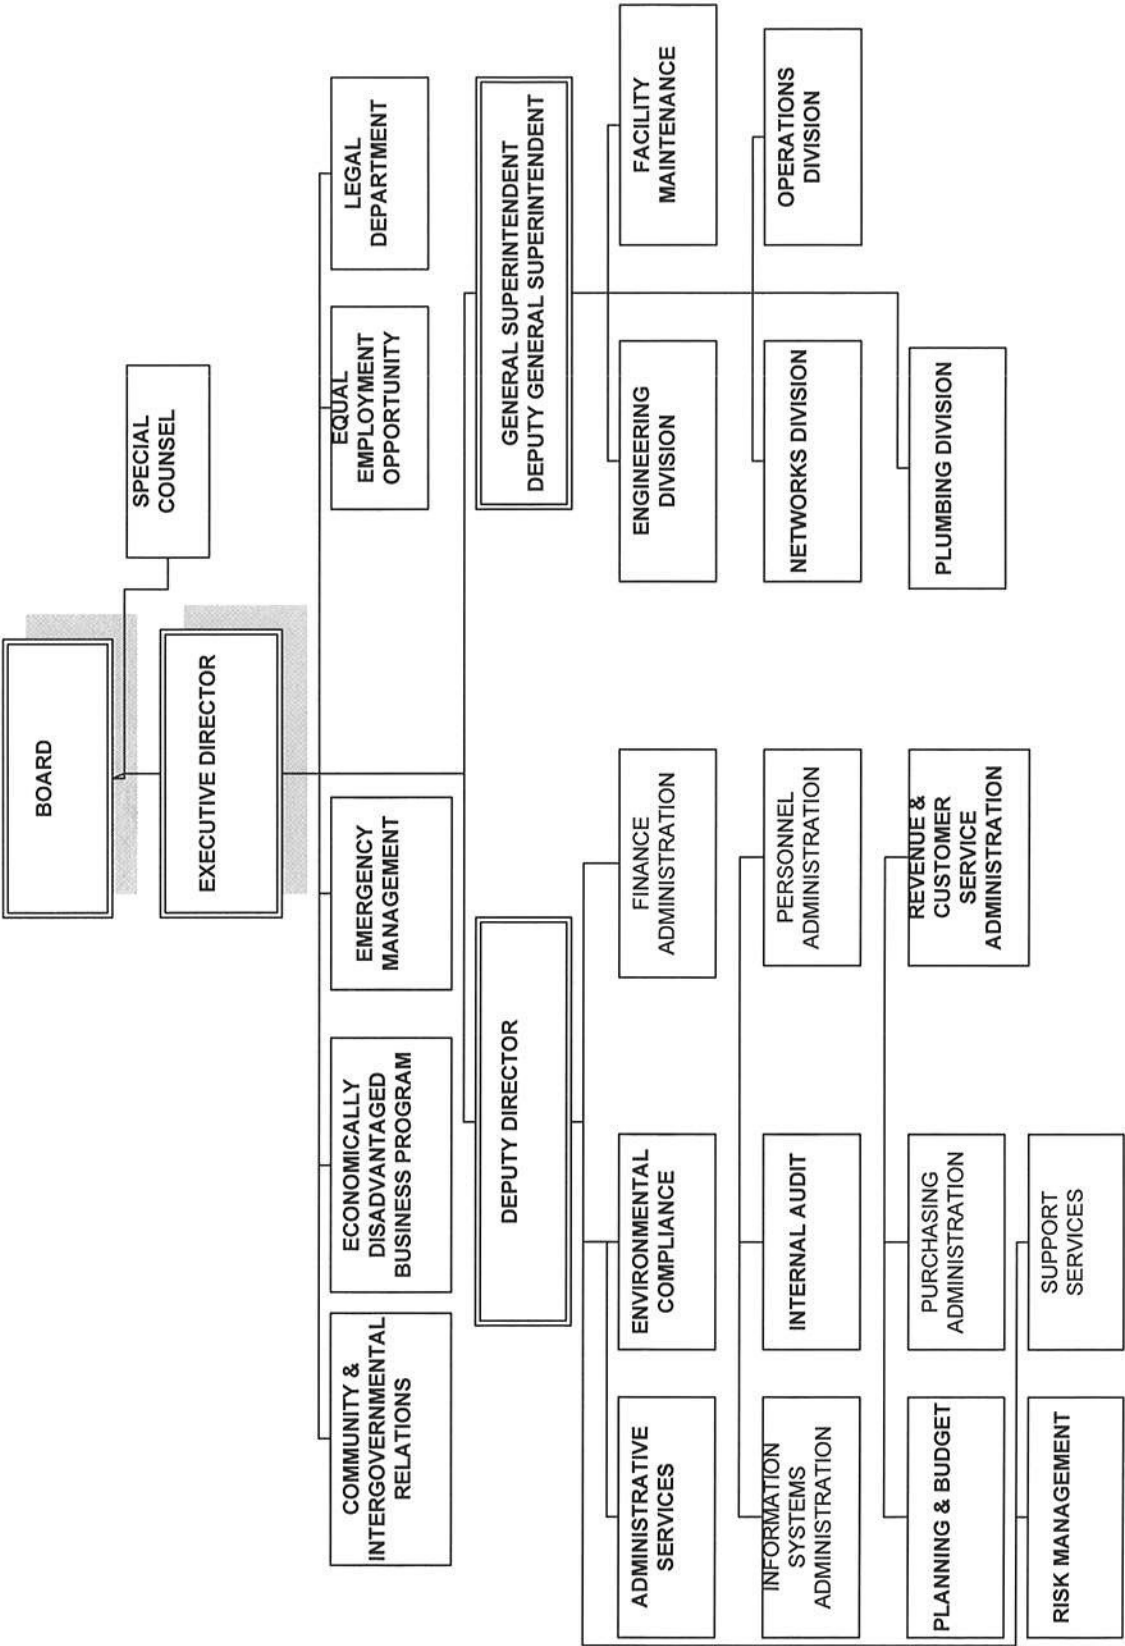 BOARD
SPECIAL
COUNSEL
EXECUTIVE DIRECTOR
COMMUNITY &
INTERGOVERNMENTAL
RELATIONS
ECONOMICALLY
DISADVANTAGED
BUSINESS PROGRAM
EMERGENCY
MANAGEMENT
EQUAL
EMPLOYMENT
OPPORTUNITY
LEGAL
DEPARTMENT
DEPUTY DIRECTOR
GENERAL SUPERINTENDENT
DEPUTY GENERAL SUPERINTENDENT
ADMINISTRATIVE
SERVICES
ENVIRONMENTAL
COMPLIANCE
FINANCE
ADMINISTRATION
ENGINEERING
DIVISION
FACILITY
MAINTENANCE
INFORMATION
SYSTEMS
ADMINISTRATION
INTERNAL AUDIT
PERSONNEL
ADMINISTRATION
NETWORKS DIVISION
OPERATIONS
DIVISION
PLANNING & BUDGET
PURCHASING
ADMINISTRATION
REVENUE &
CUSTOMER
SERVICE
ADMINISTRATION
PLUMBING DIVISION
RISK MANAGEMENT
SUPPORT
SERVICES